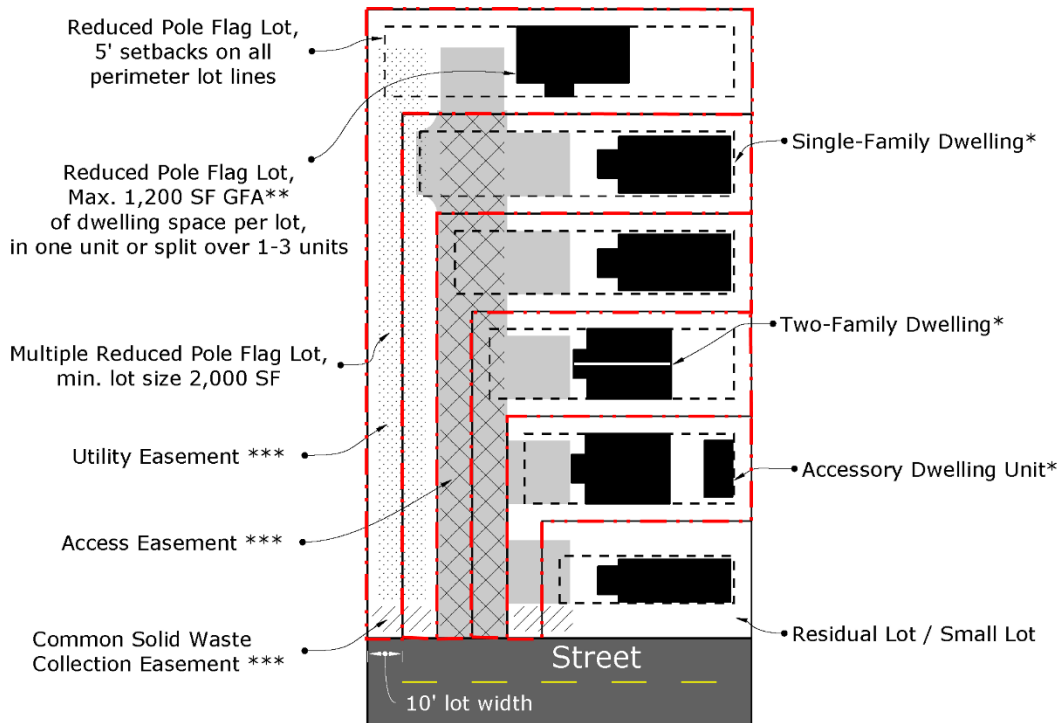 Reduced Pole Flag Lot,
5' setbacks on all
perimeter lot lines
Reduced Pole Flag Lot,
Max. 1,200 SF GFA**
of dwelling space per lot,
in one unit or split over 1-3 units
Multiple Reduced Pole Flag Lot,
min. lot size 2,000 SF
Utility Easement ***
Access Easement ***
Common Solid Waste
Collection Easement ***
Single-Family Dwelling*
Two-Family Dwelling*
Accessory Dwelling Unit*
Residual Lot / Small Lot
Street
10' lot width